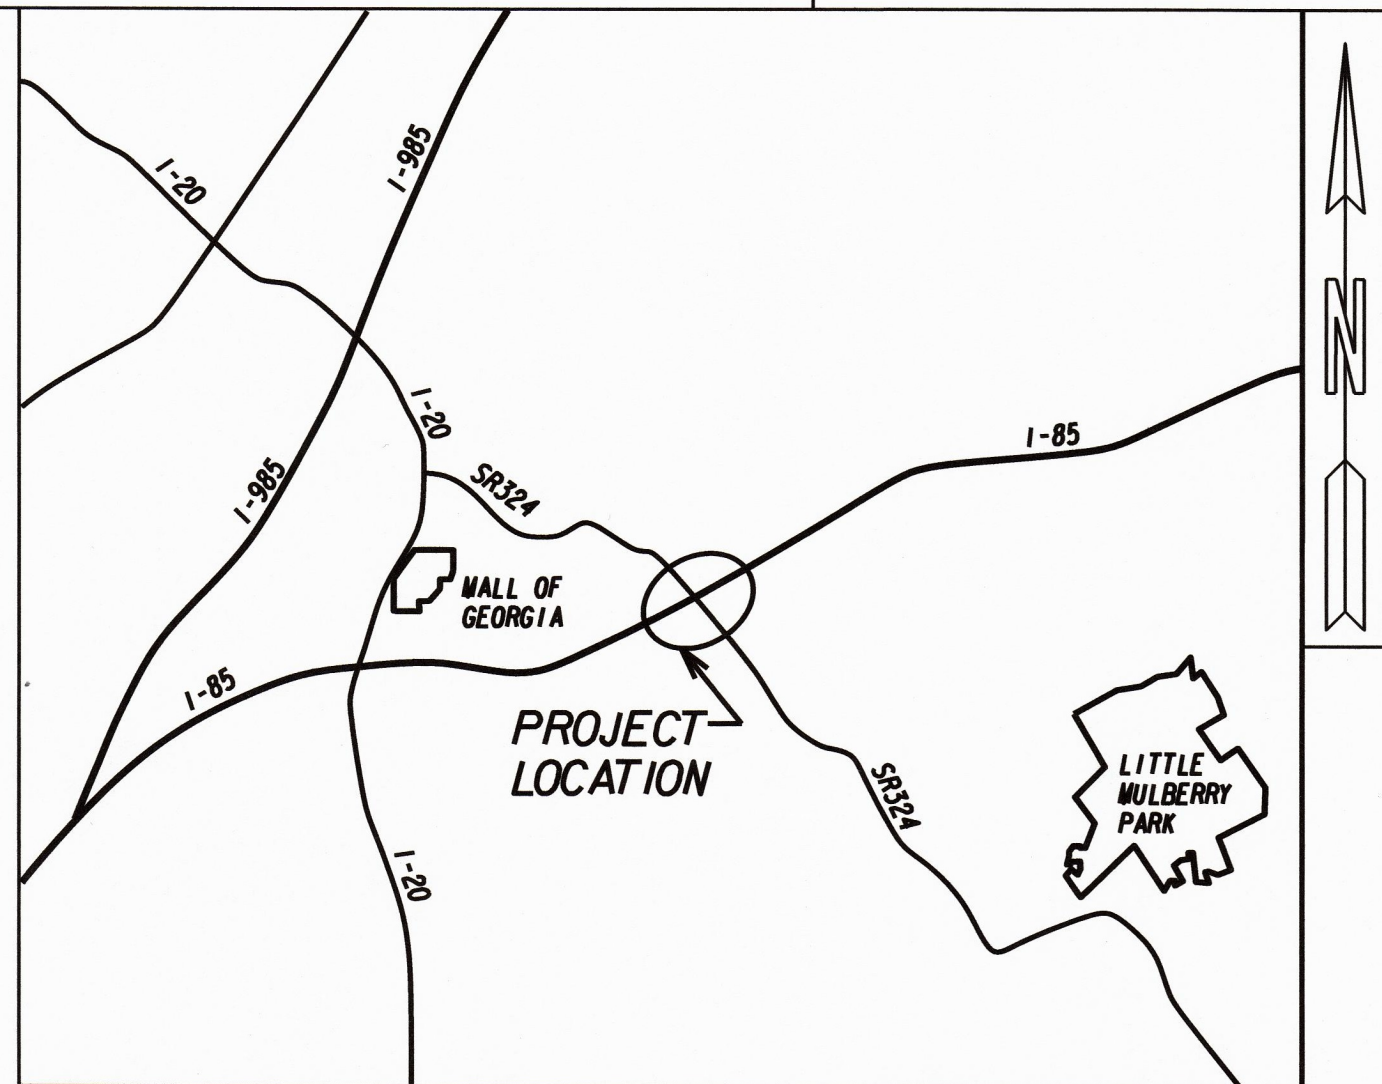 I-20
I-985
N
I-20
I-85
I-985
SR324
MALL OF
GEORGIA
I-85
PROJECT
LOCATION
LITTLE
MULBERRY
PARK
SR324
I-20